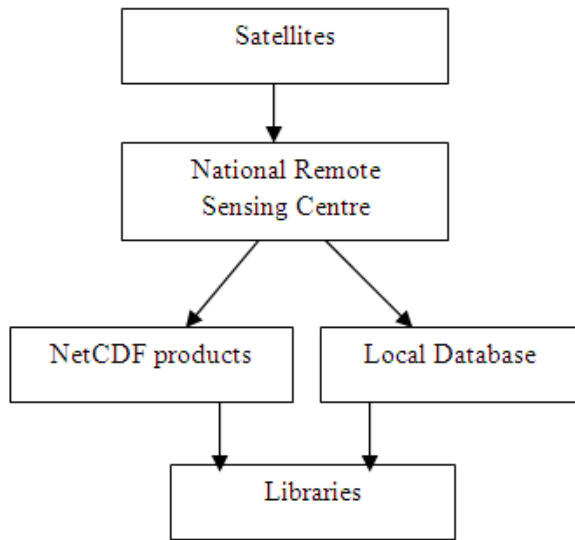 Satellites
National Remote
Sensing Centre
NetCDF products
Local Database
Libraries